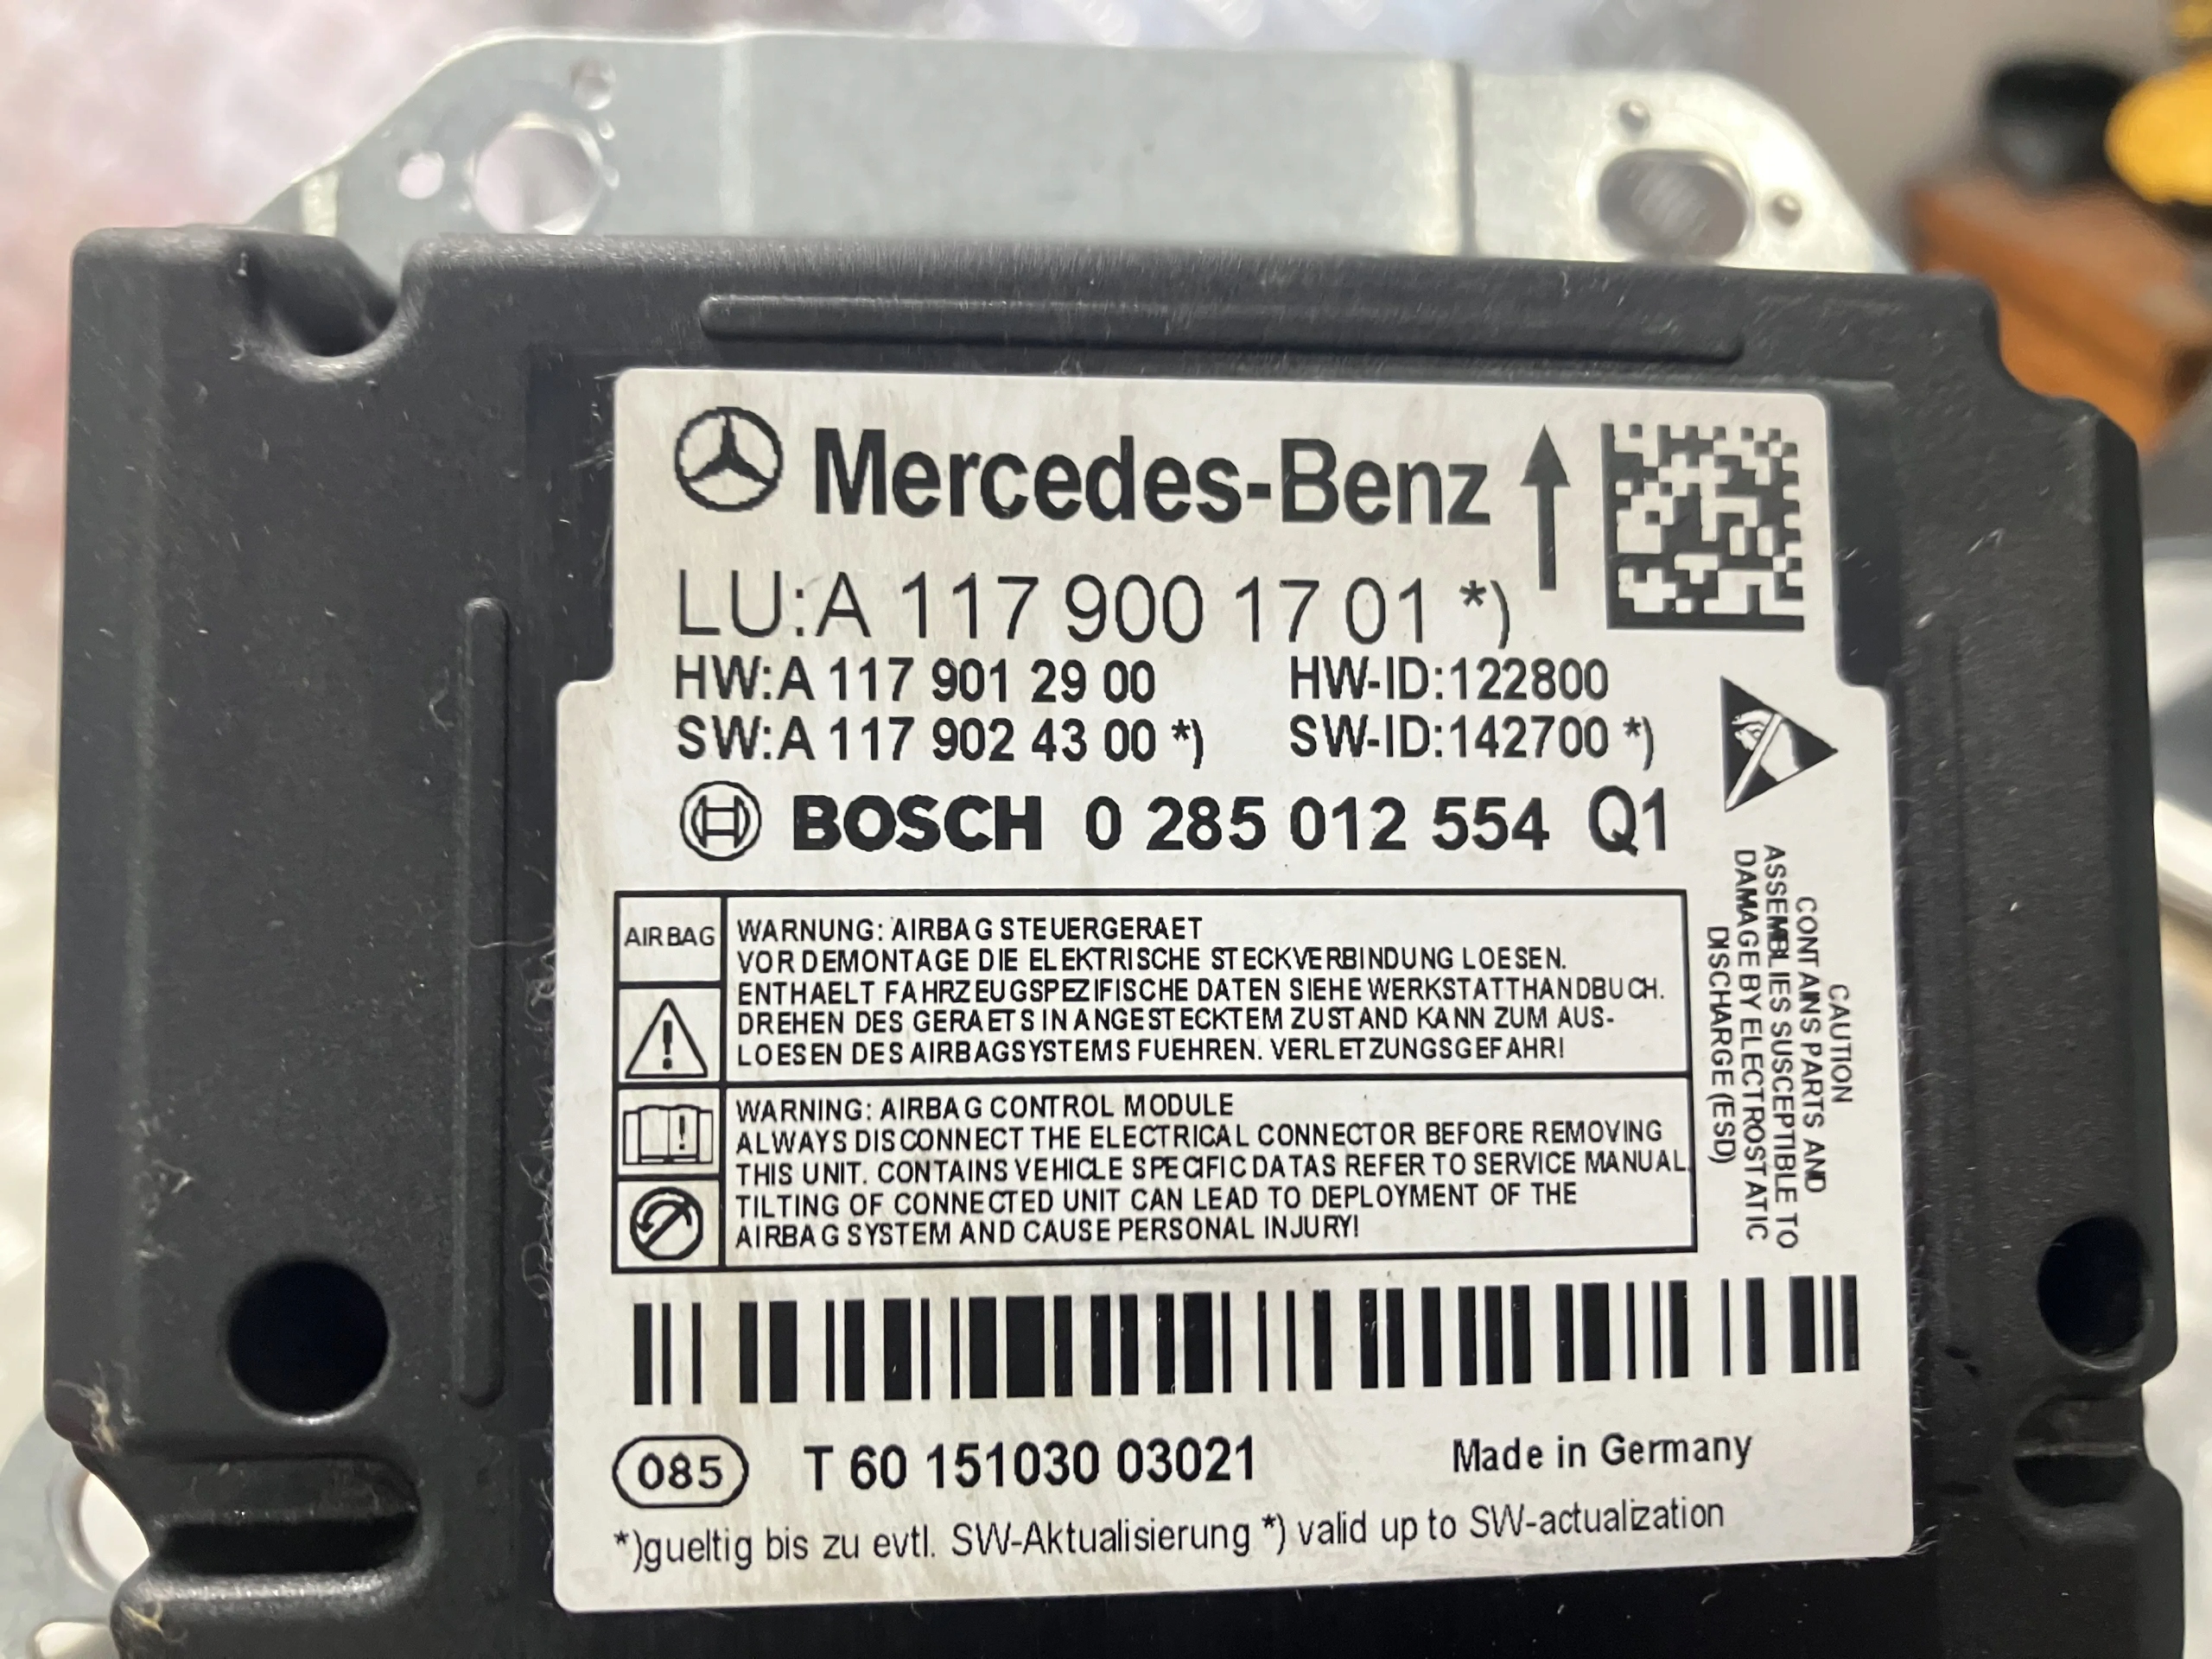 Mercedes-Benz
LU:A 117 900 17 01 *)
HW:A 117 901 29 00 HW-ID:122800
SW:A 117 902 43 00 *) SW-ID:142700 *)
BOSCH 0 285 012 554 Q1
AIRBAG
WARNUNG: AIRBAG STEUERGERAET
VOR DEMONTAGE DIE ELEKTRISCHE STECKVERBINDUNG LOESEN.
ENTHAELT FAHRZEUGSPEZIFISCHE DATEN SIEHE WERKSTATTHANDBUCH.
DREHEN DES GERAETS IN ANGESTECKTEM ZUSTAND KANN ZUM AUS-
LOESEN DES AIRBAGSYSTEMS FUEHREN. VERLETZUNGSGEFAHR!
WARNING: AIRBAG CONTROL MODULE
ALWAYS DISCONNECT THE ELECTRICAL CONNECTOR BEFORE REMOVING
THIS UNIT. CONTAINS VEHICLE SPECIFIC DATAS REFER TO SERVICE MANUAL
TILTING OF CONNECTED UNIT CAN LEAD TO DEPLOYMENT OF THE
AIRBAG SYSTEM AND CAUSE PERSONAL INJURY!
CAUTION
CONTAINS PARTS AND
ASSEMBLIES SUSCEPTIBLE TO
DAMAGE BY ELECTROSTATIC
DISCHARGE (ESD)
085 T 60 151030 03021 Made in Germany
*)gueltig bis zu evtl. SW-Aktualisierung *) valid up to SW-actualization